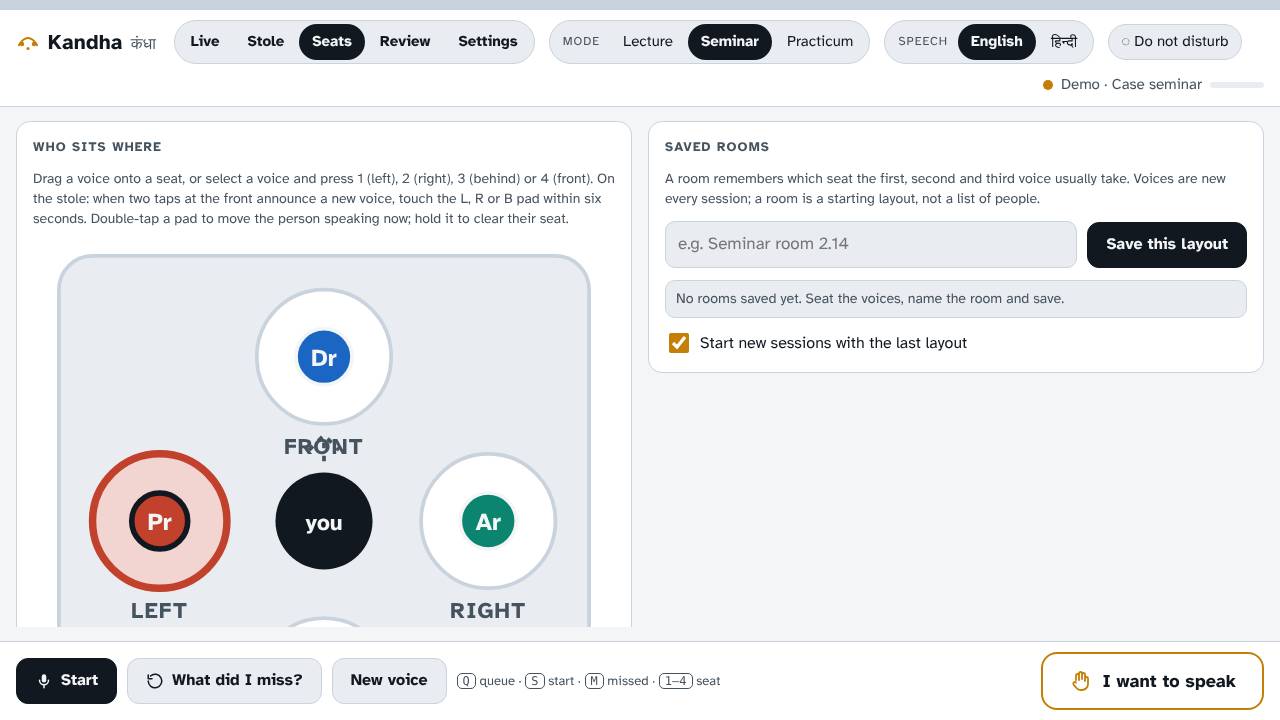 Kandha कंधा
Live Stole Seats Review Settings
MODE Lecture Seminar Practicum
SPEECH English हिन्दी
Do not disturb
Demo · Case seminar
WHO SITS WHERE
Drag a voice onto a seat, or select a voice and press 1 (left), 2 (right), 3 (behind) or 4 (front). On
the stole: when two taps at the front announce a new voice, touch the L, R or B pad within six
seconds. Double-tap a pad to move the person speaking now; hold it to clear their seat.
Dr
FRONT
Pr
you
Ar
LEFT
RIGHT
SAVED ROOMS
A room remembers which seat the first, second and third voice usually take. Voices are new
every session; a room is a starting layout, not a list of people.
e.g. Seminar room 2.14
Save this layout
No rooms saved yet. Seat the voices, name the room and save.
Start new sessions with the last layout
Start
What did I miss?
New voice
Q queue · S start · M missed · 1–4 seat
I want to speak